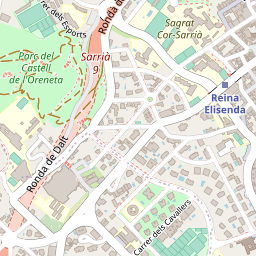 Carrer dels Esports
Ronda de
Sagrat
Cor-Sarrià
Parc del
Castell
de l'Oreneta
Sarrià
9
Reina
Elisenda
Ronda de Dalt
Carrer dels Cavallers